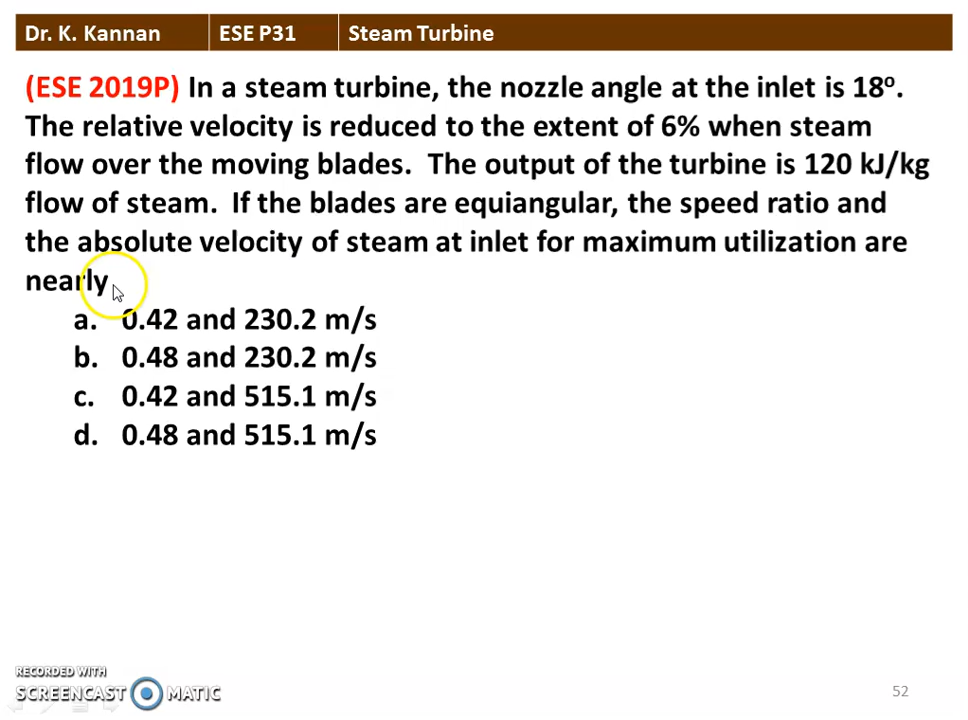 Dr. K. Kannan ESE P31 Steam Turbine
(ESE 2019P) In a steam turbine, the nozzle angle at the inlet is 18º.
The relative velocity is reduced to the extent of 6% when steam
flow over the moving blades. The output of the turbine is 120 kJ/kg
flow of steam. If the blades are equiangular, the speed ratio and
the absolute velocity of steam at inlet for maximum utilization are
nearly
a. 0.42 and 230.2 m/s
b. 0.48 and 230.2 m/s
c. 0.42 and 515.1 m/s
d. 0.48 and 515.1 m/s
RECORDED WITH
SCREENCAST MATIC
52